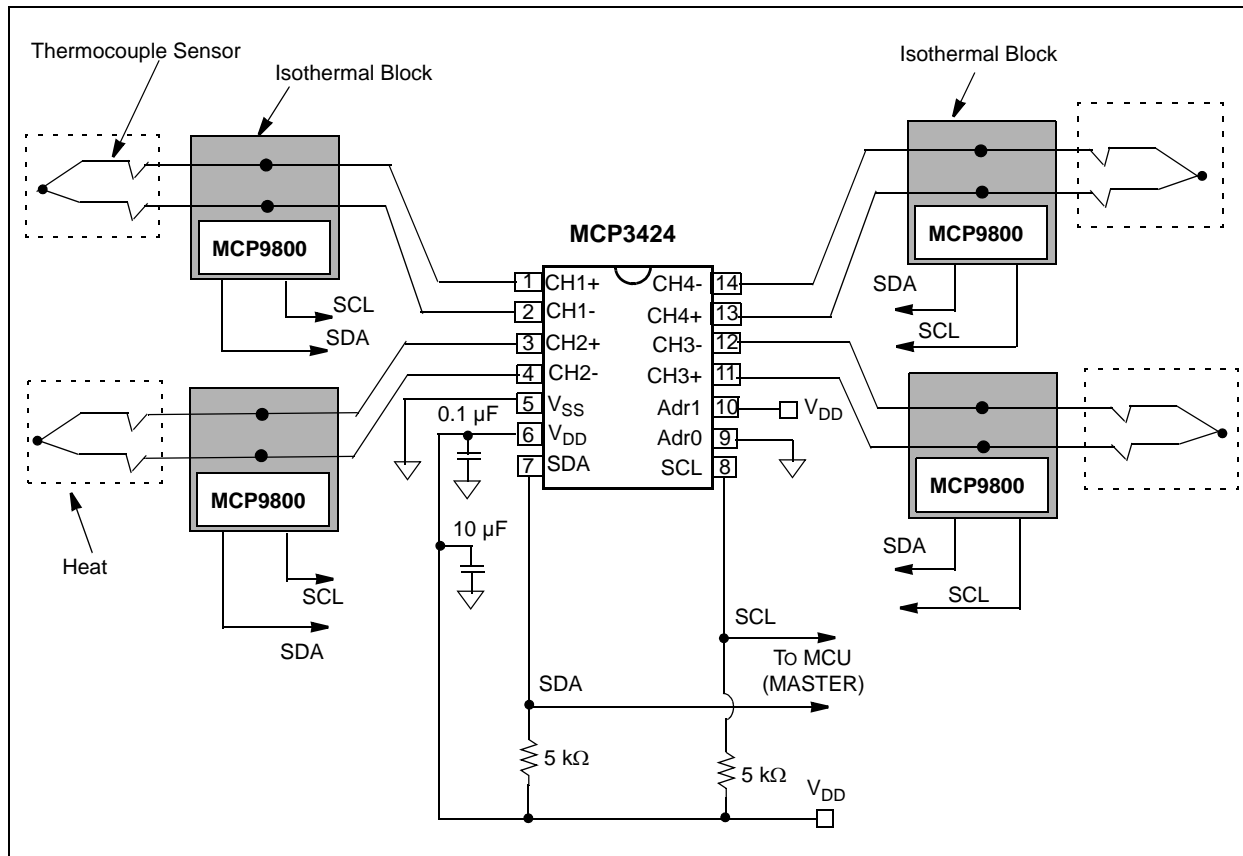 Thermocouple Sensor
Isothermal Block
Isothermal Block
MCP9800
SCL
SDA
MCP9800
SDA
SCL
MCP3424
1 CH1+
2 CH1-
3 CH2+
4 CH2-
5 VSS
6 VDD
7 SDA
CH4- 14
CH4+ 13
CH3- 12
CH3+ 11
Adr1 10
Adr0 9
SCL 8
VDD
0.1 µF
10 µF
MCP9800
SCL
SDA
Heat
MCP9800
SDA
SCL
SCL
TO MCU
(MASTER)
SDA
5 kΩ
5 kΩ
VDD